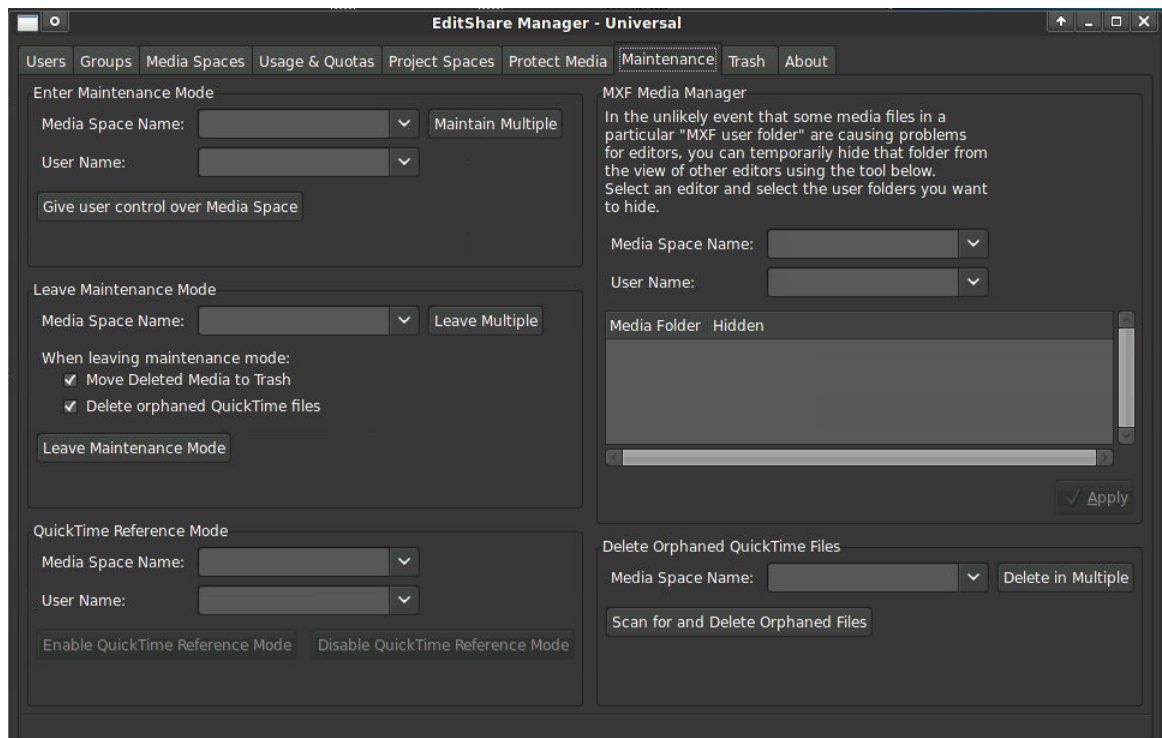 EditShare Manager - Universal
Users Groups Media Spaces Usage & Quotas Project Spaces Protect Media Maintenance Trash About
Enter Maintenance Mode
Media Space Name: Maintain Multiple
User Name:
Give user control over Media Space
Leave Maintenance Mode
Media Space Name: Leave Multiple
When leaving maintenance mode:
Move Deleted Media to Trash
Delete orphaned QuickTime files
Leave Maintenance Mode
QuickTime Reference Mode
Media Space Name:
User Name:
Enable QuickTime Reference Mode Disable QuickTime Reference Mode
MXF Media Manager
In the unlikely event that some media files in a
particular "MXF user folder" are causing problems
for editors, you can temporarily hide that folder from
the view of other editors using the tool below.
Select an editor and select the user folders you want
to hide.
Media Space Name:
User Name:
Media Folder Hidden
Apply
Delete Orphaned QuickTime Files
Media Space Name: Delete in Multiple
Scan for and Delete Orphaned Files